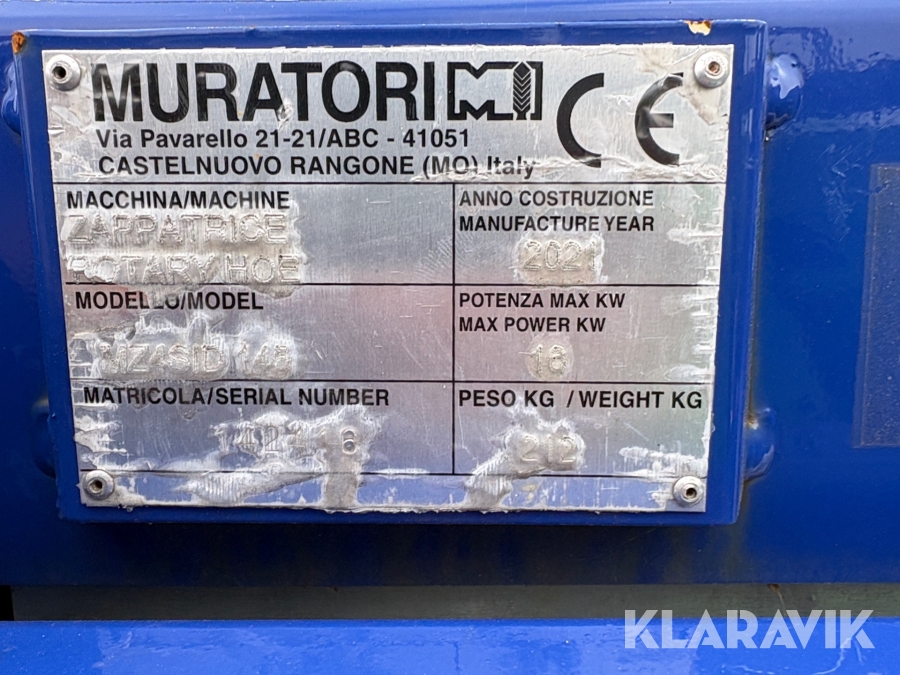 MURATORI
CE
Via Pavarello 21-21/ABC - 41051
CASTELNUOVO RANGONE (MO) Italy
MACCHINA/MACHINE
ZAPPATRICE
ROTARY HOE
ANNO COSTRUZIONE
MANUFACTURE YEAR
2021
MODELLO/MODEL
POTENZA MAX KW
MAX POWER KW
MATRICOLA/SERIAL NUMBER
PESO KG / WEIGHT KG
212
KLARAVIK